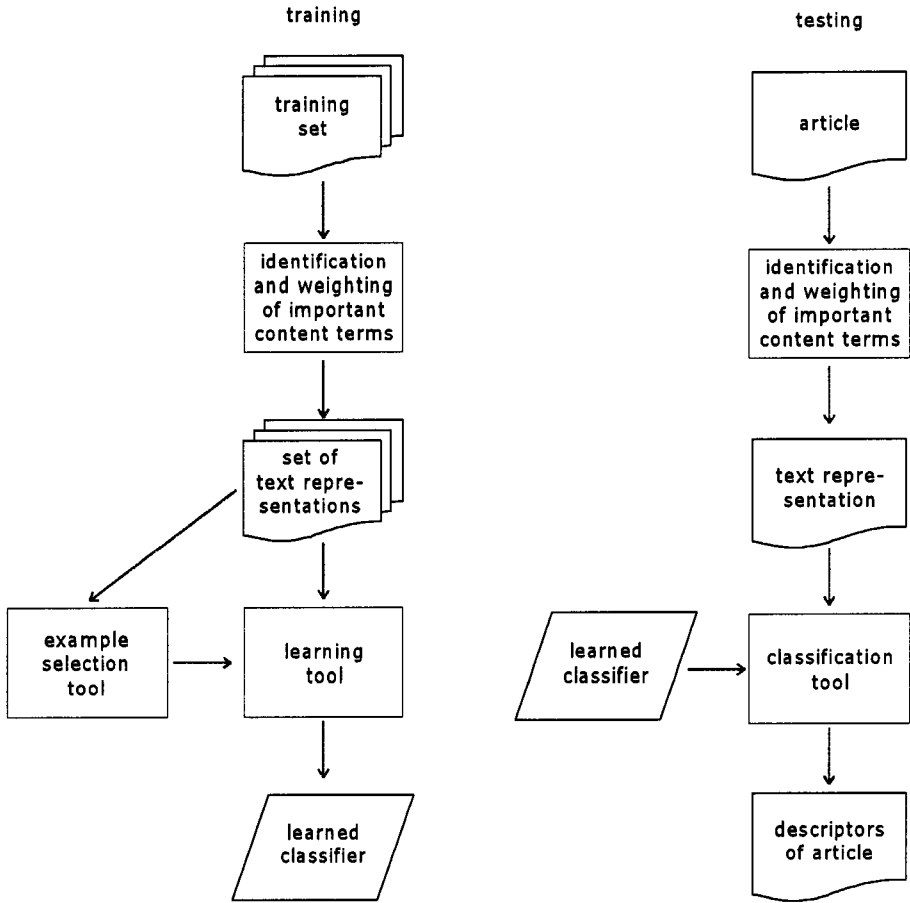 training
training
set
identification
and weighting
of important
content terms
set of
text repre-
sentations
example
selection
tool
learning
tool
learned
classifier
testing
article
identification
and weighting
of important
content terms
text repre-
sentation
learned
classifier
classification
tool
descriptors
of article